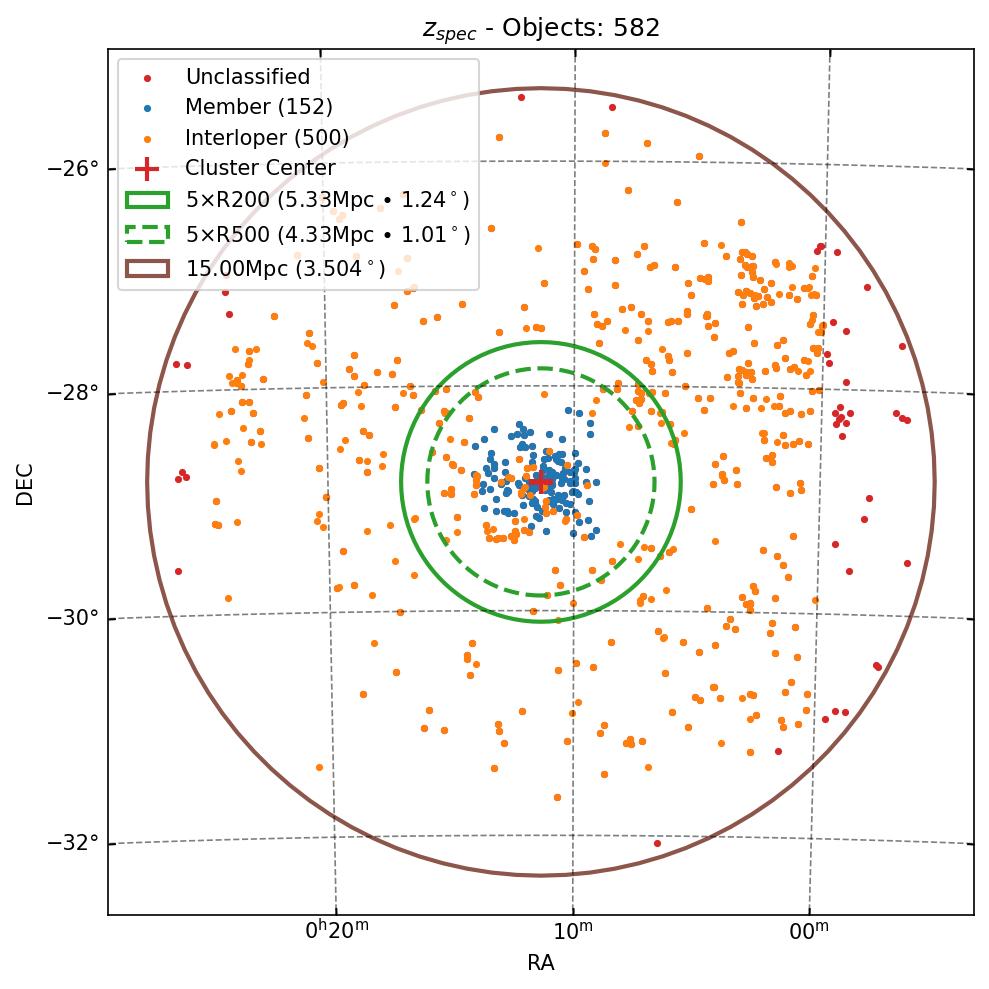 z_spec - Objects: 582
Unclassified
Member (152)
Interloper (500)
Cluster Center
5×R200 (5.33Mpc • 1.24°)
5×R500 (4.33Mpc • 1.01°)
15.00Mpc (3.504°)
−26°
−28°
−30°
−32°
DEC
0ʰ20ᵐ 10ᵐ 00ᵐ
RA